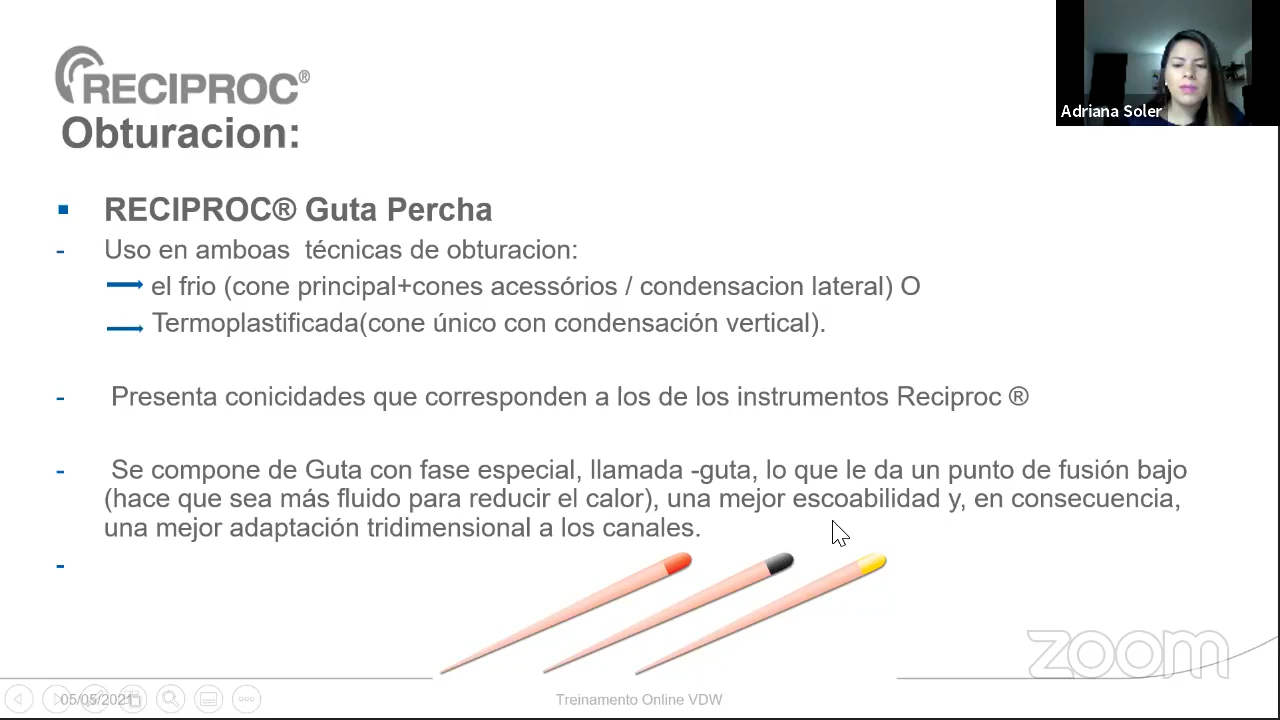 RECIPROC®
Adriana Soler
Obturacion:
RECIPROC® Guta Percha
- Uso en amboas técnicas de obturacion:
el frio (cone principal+cones acessórios / condensacion lateral) O
Termoplastificada(cone único con condensación vertical).
- Presenta conicidades que corresponden a los de los instrumentos Reciproc ®
- Se compone de Guta con fase especial, llamada -guta, lo que le da un punto de fusión bajo
(hace que sea más fluido para reducir el calor), una mejor escoabilidad y, en consecuencia,
una mejor adaptación tridimensional a los canales.
-
zoom
05/05/2021
Treinamento Online VDW